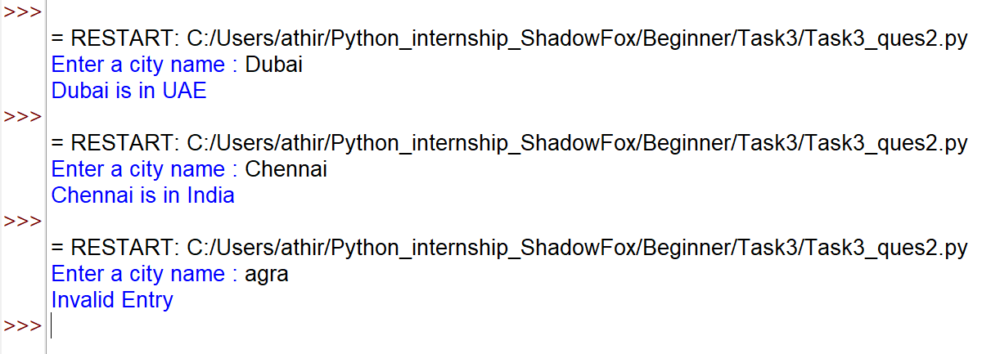 >>>
= RESTART: C:/Users/athir/Python_internship_ShadowFox/Beginner/Task3/Task3_ques2.py
Enter a city name : Dubai
Dubai is in UAE
>>>
= RESTART: C:/Users/athir/Python_internship_ShadowFox/Beginner/Task3/Task3_ques2.py
Enter a city name : Chennai
Chennai is in India
>>>
= RESTART: C:/Users/athir/Python_internship_ShadowFox/Beginner/Task3/Task3_ques2.py
Enter a city name : agra
Invalid Entry
>>>